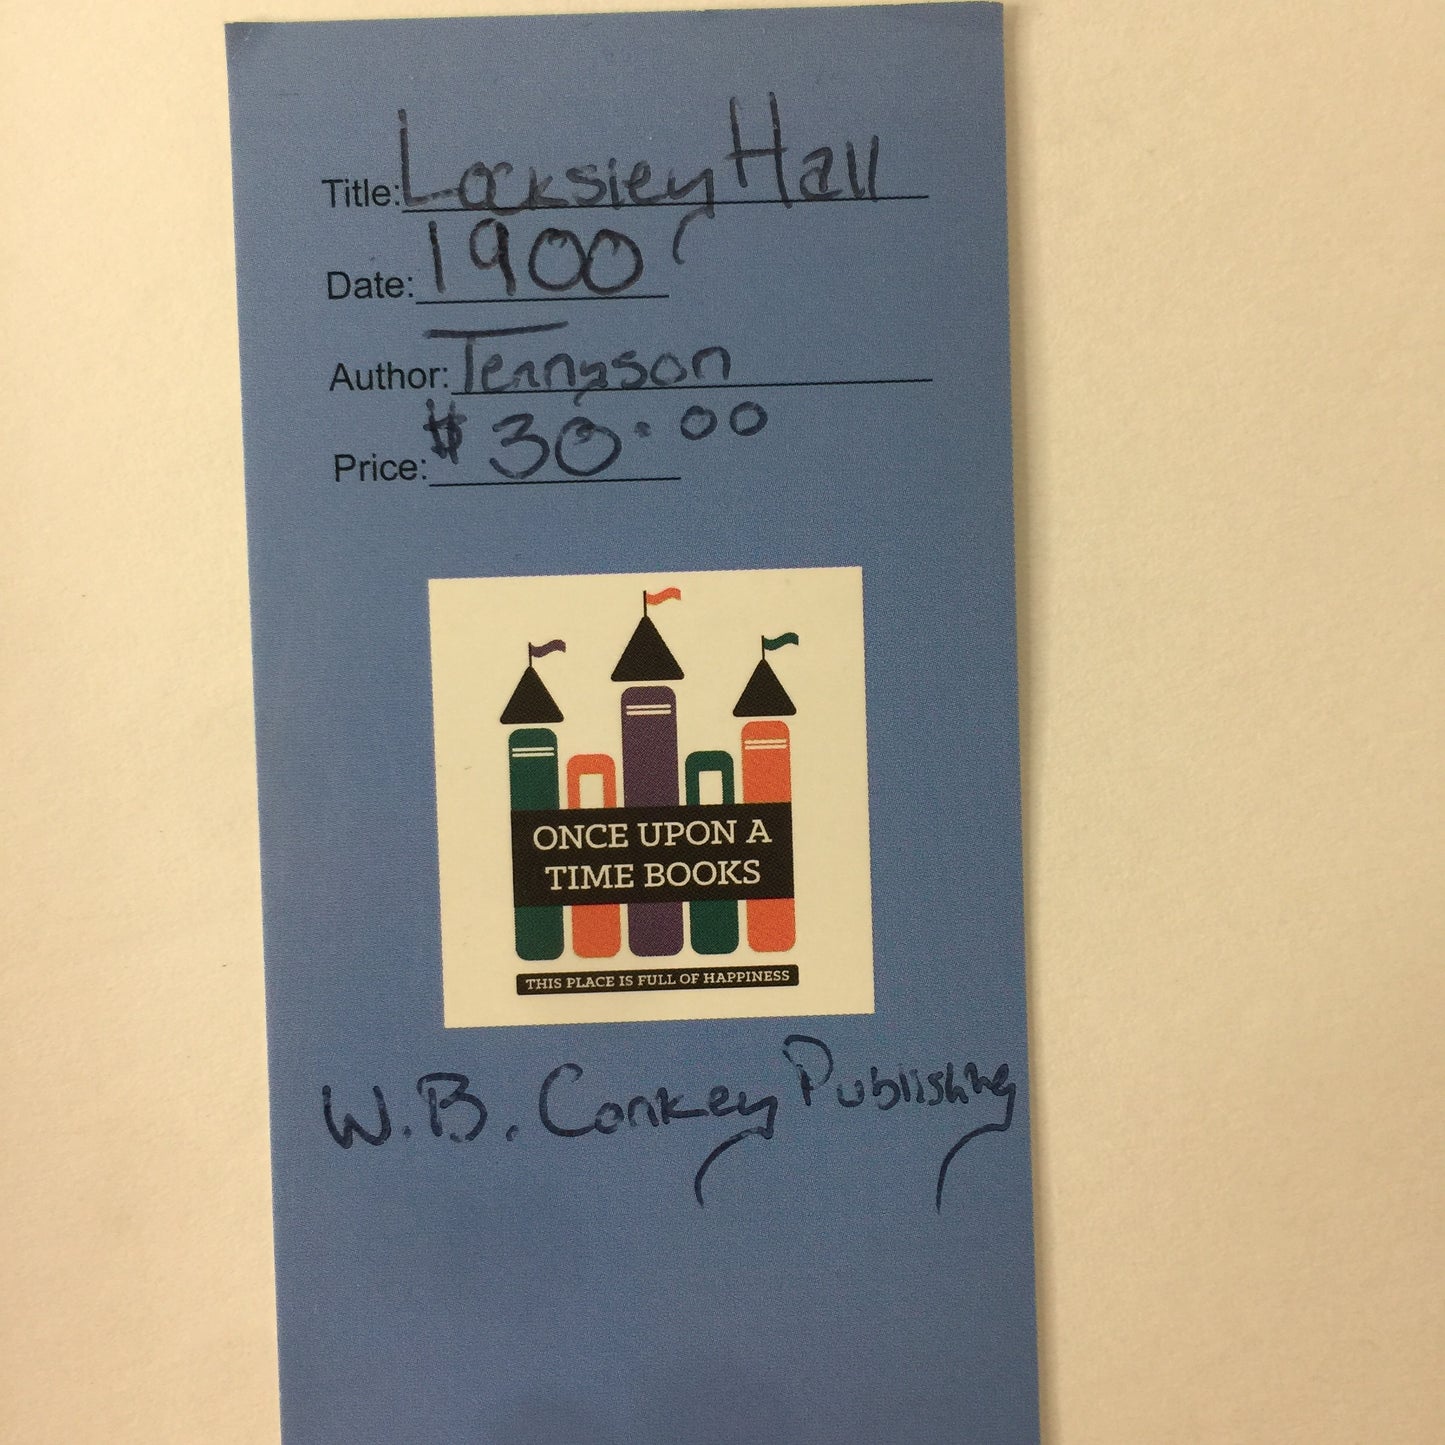 Title: Locksley Hall
Date: 1900
Author: Tennyson
Price: $30.00
ONCE UPON A
TIME BOOKS
THIS PLACE IS FULL OF HAPPINESS
W.B. Conkey Publishing